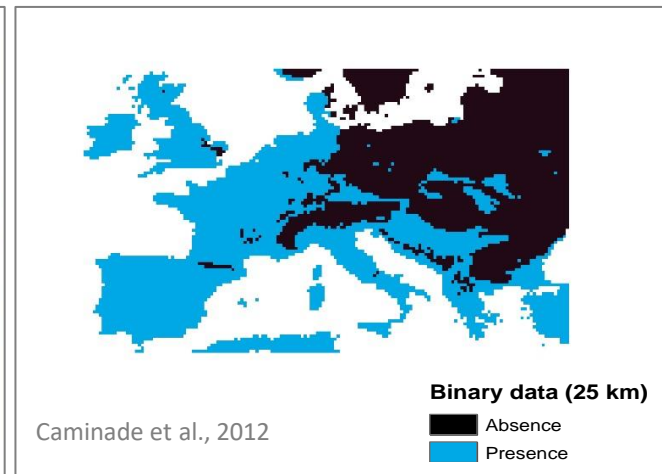 Caminade et al., 2012
Binary data (25 km)
Absence
Presence